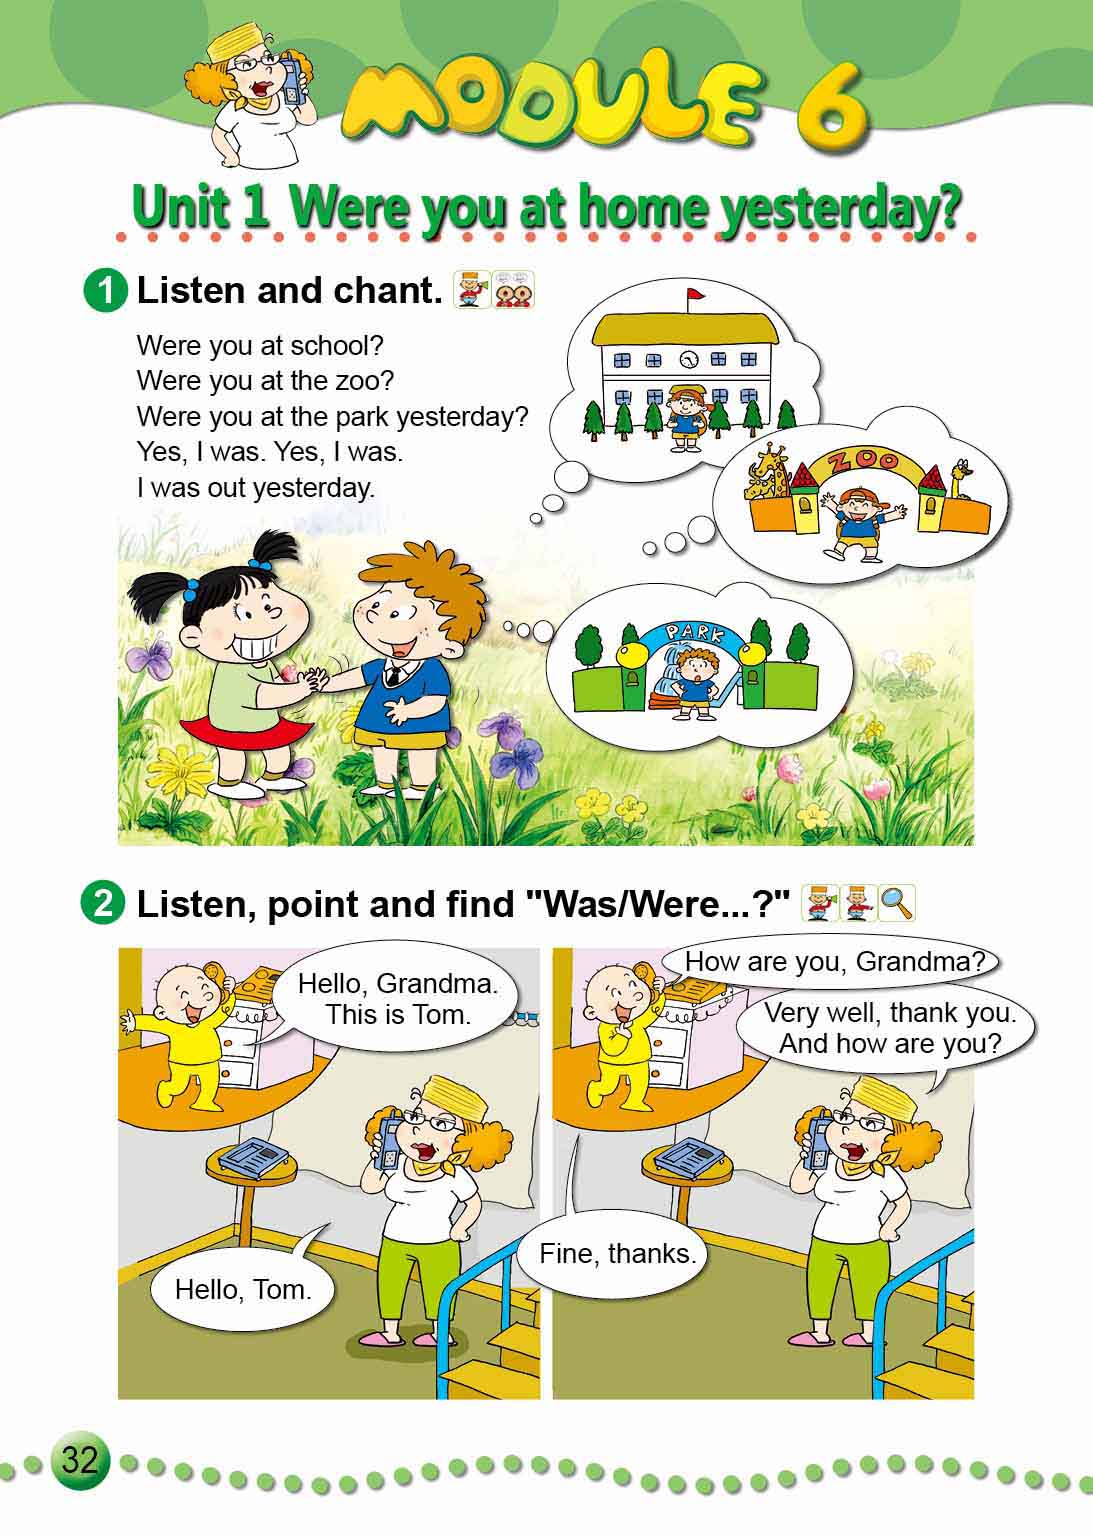 MODULE 6
Unit 1 Were you at home yesterday?
1 Listen and chant.
Were you at school?
Were you at the zoo?
Were you at the park yesterday?
Yes, I was. Yes, I was.
I was out yesterday.
ZOO
PARK
2 Listen, point and find "Was/Were...?"
Hello, Grandma.
This is Tom.
Hello, Tom.
How are you, Grandma?
Very well, thank you.
And how are you?
Fine, thanks.
32